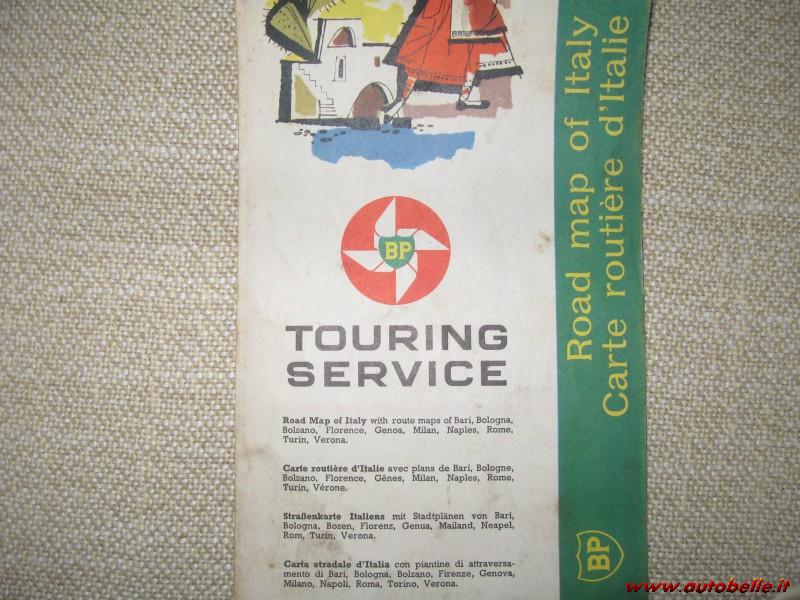 BP
TOURING
SERVICE
Road Map of Italy with route maps of Bari, Bologna,
Bolzano, Florence, Genoa, Milan, Naples, Rome,
Turin, Verona.
Carte routière d'Italie avec plans de Bari, Bologne,
Bolzano, Florence, Gênes, Milan, Naples, Rome,
Turin, Vérone.
Straßenkarte Italiens mit Stadtplänen von Bari,
Bologna, Bozen, Florenz, Genua, Mailand, Neapel,
Rom, Turin, Verona.
Carta stradale d'Italia con piantine di attraversa-
mento di Bari, Bologna, Bolzano, Firenze, Genova,
Milano, Napoli, Roma, Torino, Verona.
Road map of Italy
Carte routière d'Italie
BP
www.autobelle.it